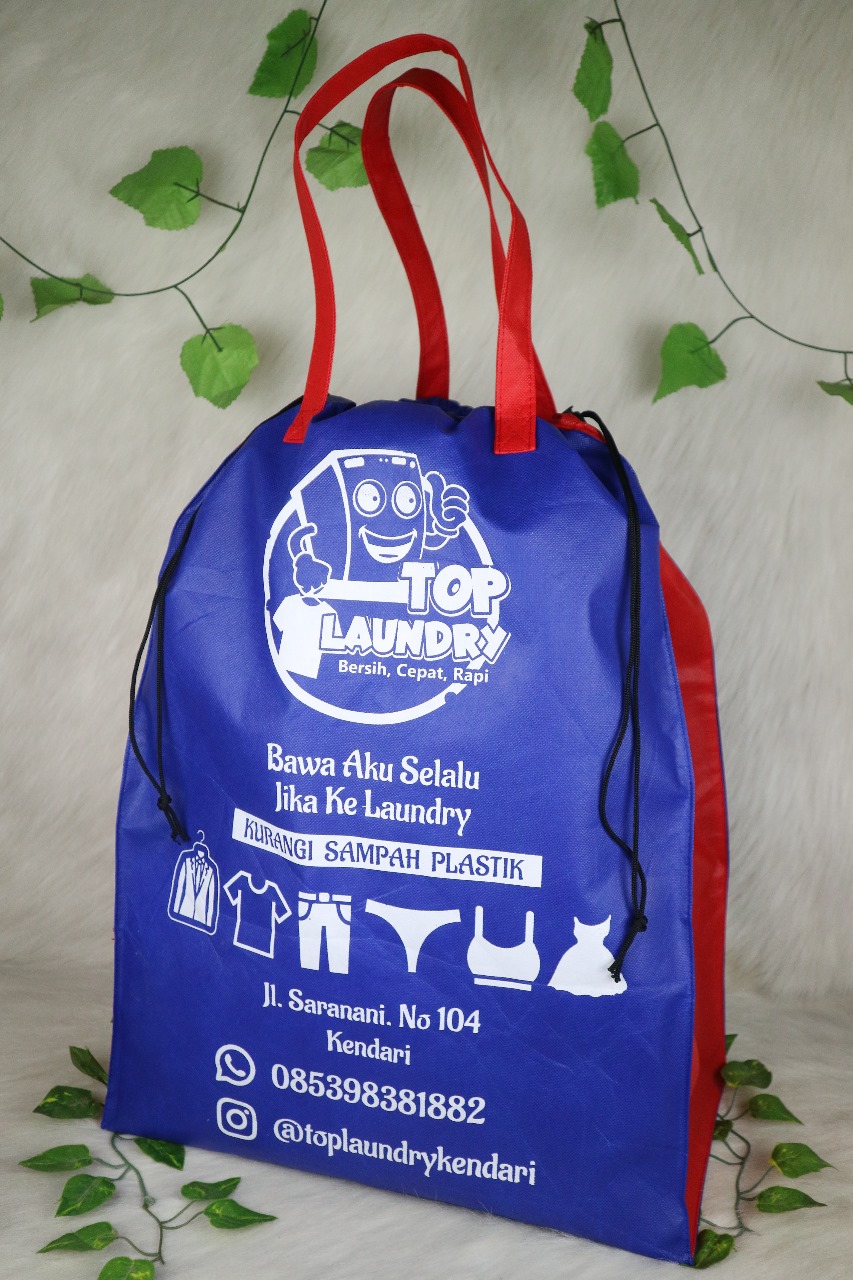 TOP
LAUNDRY
Bersih, Cepat, Rapi
Bawa Aku Selalu
Jika Ke Laundry
KURANGI SAMPAH PLASTIK
Jl. Saranani. No 104
Kendari
085398381882
@toplaundrykendari